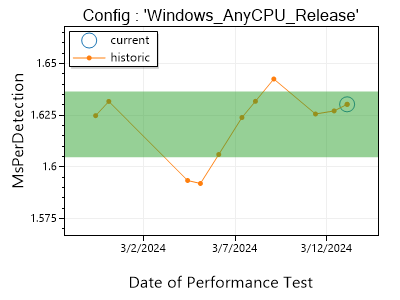 Config : 'Windows_AnyCPU_Release'
current
historic
1.65
1.625
1.6
1.575
MsPerDetection
3/2/2024
3/7/2024
3/12/2024
Date of Performance Test